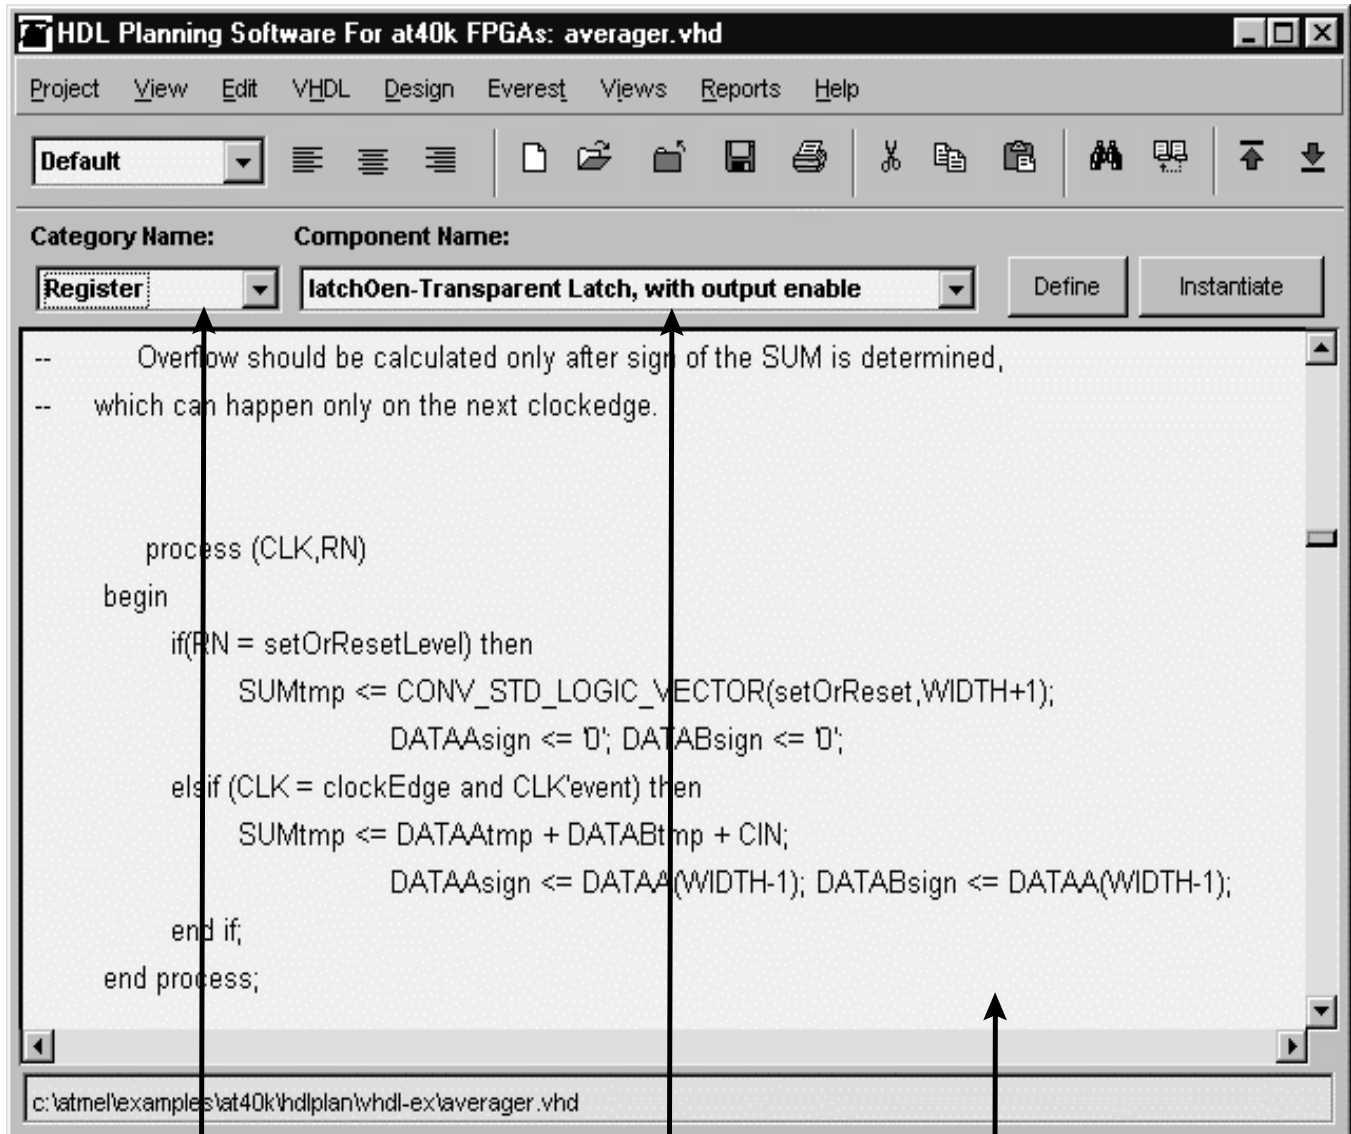 HDL Planning Software For at40k FPGAs: averager.vhd
Project View Edit VHDL Design Everest Views Reports Help
Default
Category Name: Component Name:
Register latchOen-Transparent Latch, with output enable Define Instantiate
-- Overflow should be calculated only after sign of the SUM is determined,
-- which can happen only on the next clockedge.
process (CLK,RN)
begin
if(RN = setOrResetLevel) then
SUMtmp <= CONV_STD_LOGIC_VECTOR(setOrReset,WIDTH+1);
DATAAsign <= '0'; DATABsign <= '0';
elsif (CLK = clockEdge and CLK'event) then
SUMtmp <= DATAAtmp + DATABtmp + CIN;
DATAAsign <= DATAA(WIDTH-1); DATABsign <= DATAA(WIDTH-1);
end if;
end process;
c:\atmel\examples\at40k\hdlplan\vhdl-ex\averager.vhd